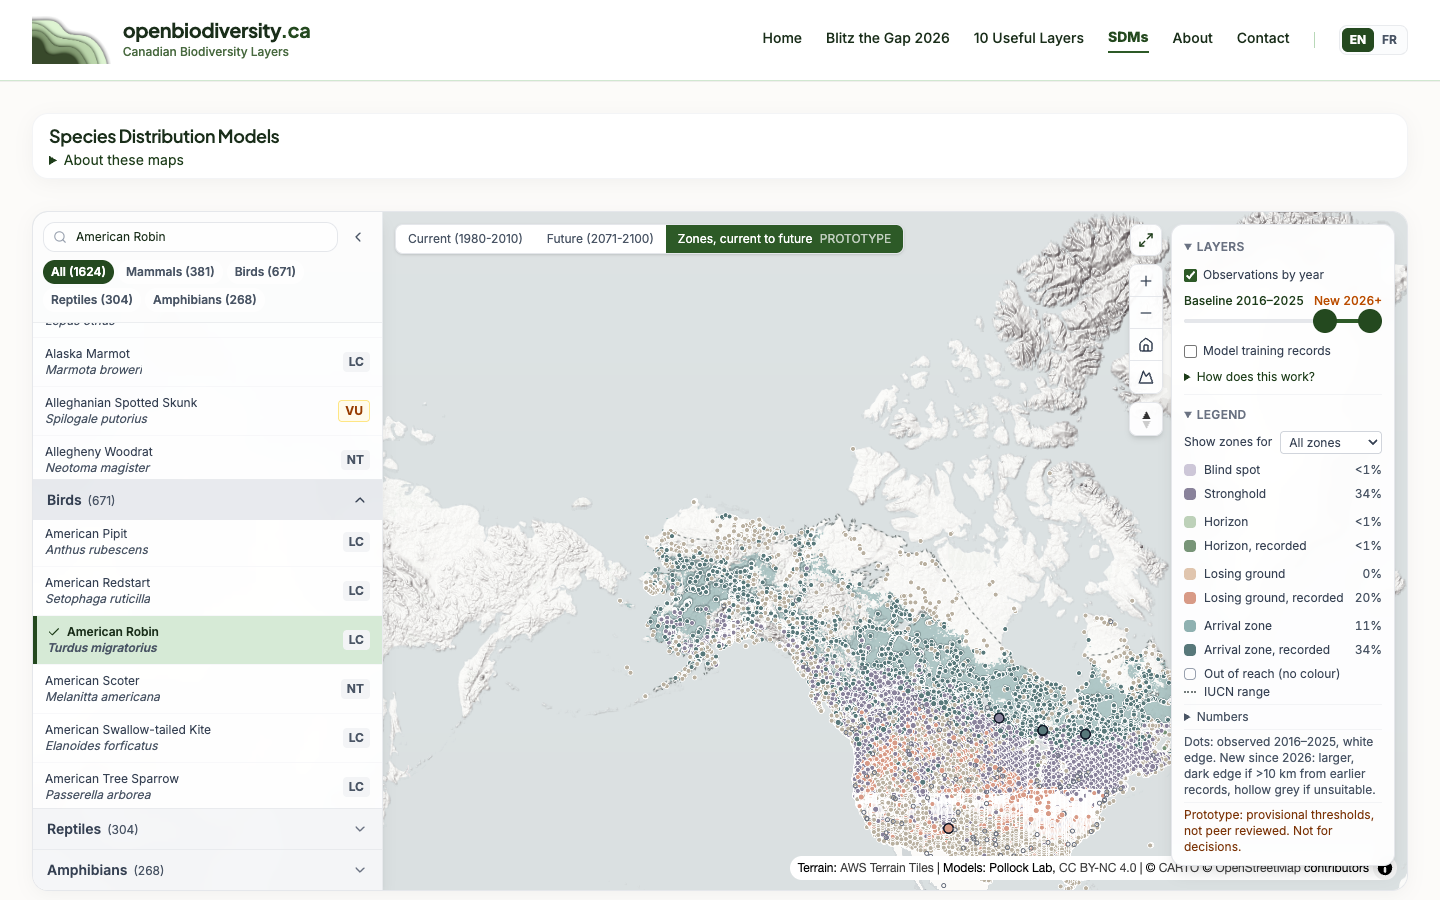 openbiodiversity.ca
Canadian Biodiversity Layers
Home
Blitz the Gap 2026
10 Useful Layers
SDMs
About
Contact
EN
FR
Species Distribution Models
About these maps
American Robin
All (1624)
Mammals (381)
Birds (671)
Reptiles (304)
Amphibians (268)
Alaska Marmot
LC
Marmota broweri
Alleghanian Spotted Skunk
VU
Spilogale putorius
Allegheny Woodrat
NT
Neotoma magister
Birds (671)
American Pipit
LC
Anthus rubescens
American Redstart
LC
Setophaga ruticilla
American Robin
LC
Turdus migratorius
American Scoter
NT
Melanitta americana
American Swallow-tailed Kite
LC
Elanoides forficatus
American Tree Sparrow
LC
Passerella arborea
Reptiles (304)
Amphibians (268)
Current (1980-2010)
Future (2071-2100)
Zones, current to future PROTOTYPE
LAYERS
Observations by year
Baseline 2016–2025 New 2026+
Model training records
How does this work?
LEGEND
Show zones for All zones
Blind spot <1%
Stronghold 34%
Horizon <1%
Horizon, recorded <1%
Losing ground 0%
Losing ground, recorded 20%
Arrival zone 11%
Arrival zone, recorded 34%
Out of reach (no colour)
IUCN range
Numbers
Dots: observed 2016–2025, white
edge. New since 2026: larger,
dark edge if >10 km from earlier
records, hollow grey if unsuitable.
Prototype: provisional thresholds,
not peer reviewed. Not for
decisions.
Terrain: AWS Terrain Tiles | Models: Pollock Lab, CC BY-NC 4.0 | © CARTO © OpenStreetMap contributors